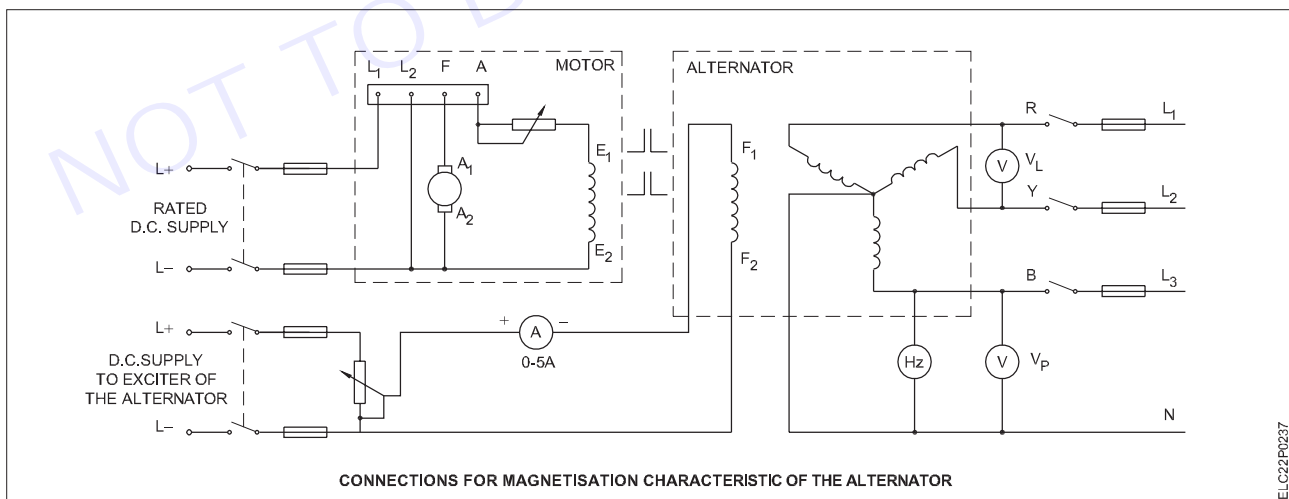 NOT TO B
MOTOR
ALTERNATOR
L1 L2 F A
R
L1
E1
F1
A1
V
VL
L+
A2
Y
L2
RATED
D.C. SUPPLY
E2
F2
L–
B
L3
L+
+ A –
0-5A
D.C.SUPPLY
TO EXCITER OF
THE ALTERNATOR
Hz
V
VP
L–
N
CONNECTIONS FOR MAGNETISATION CHARACTERISTIC OF THE ALTERNATOR
ELC22P0237